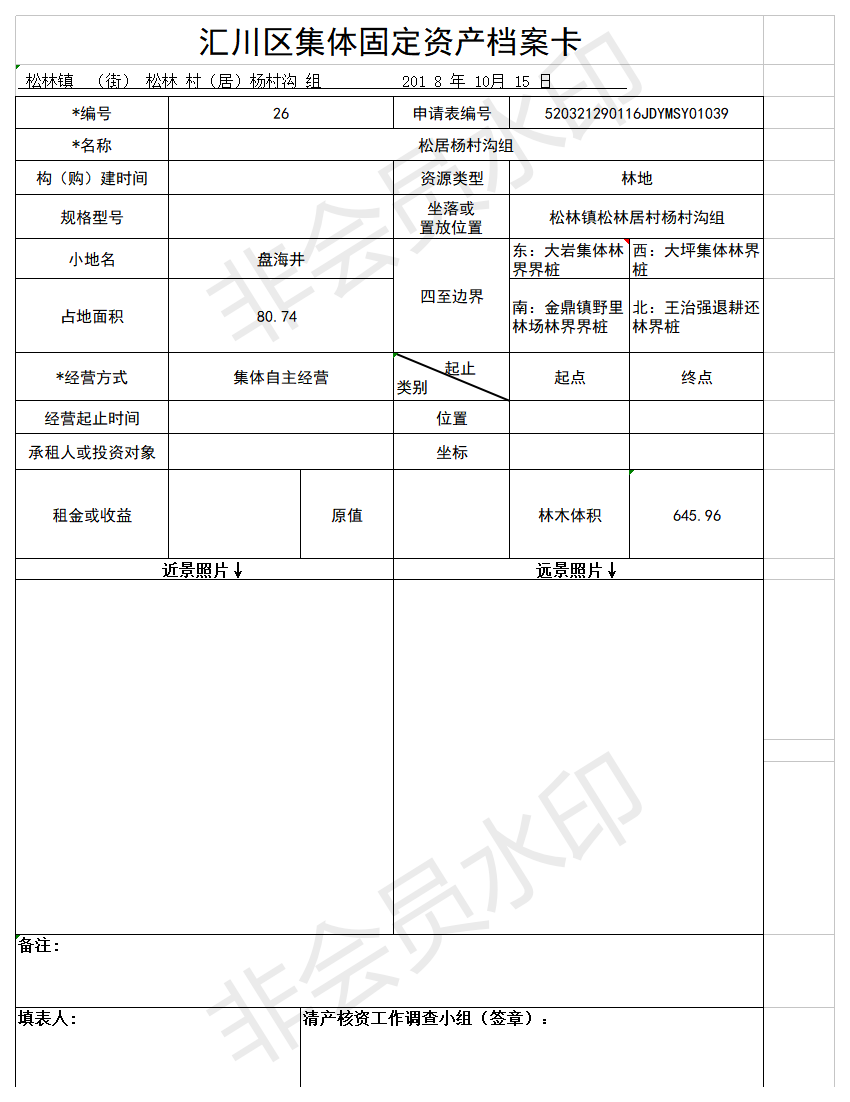 汇川区集体固定资产档案卡
松林镇 （街） 松林 村（居）杨村沟 组 2018 年 10月 15 日
*编号 26 申请表编号 520321290116JDYMSY01039
*名称 松居杨村沟组
构（购）建时间 资源类型 林地
规格型号 坐落或
置放位置 松林镇松林居村杨村沟组
小地名 盘海井 四至边界 东：大岩集体林
界界桩 西：大坪集体林界
桩
占地面积 80.74 南：金鼎镇野里
林场林界界桩 北：王治强退耕还
林界桩
*经营方式 集体自主经营 起止
类别 起点 终点
经营起止时间 位置
承租人或投资对象 坐标
租金或收益 原值 林木体积 645.96
近景照片↓ 远景照片↓
备注：
填表人： 清产核资工作调查小组（签章）：
非会员水印
非会员水印